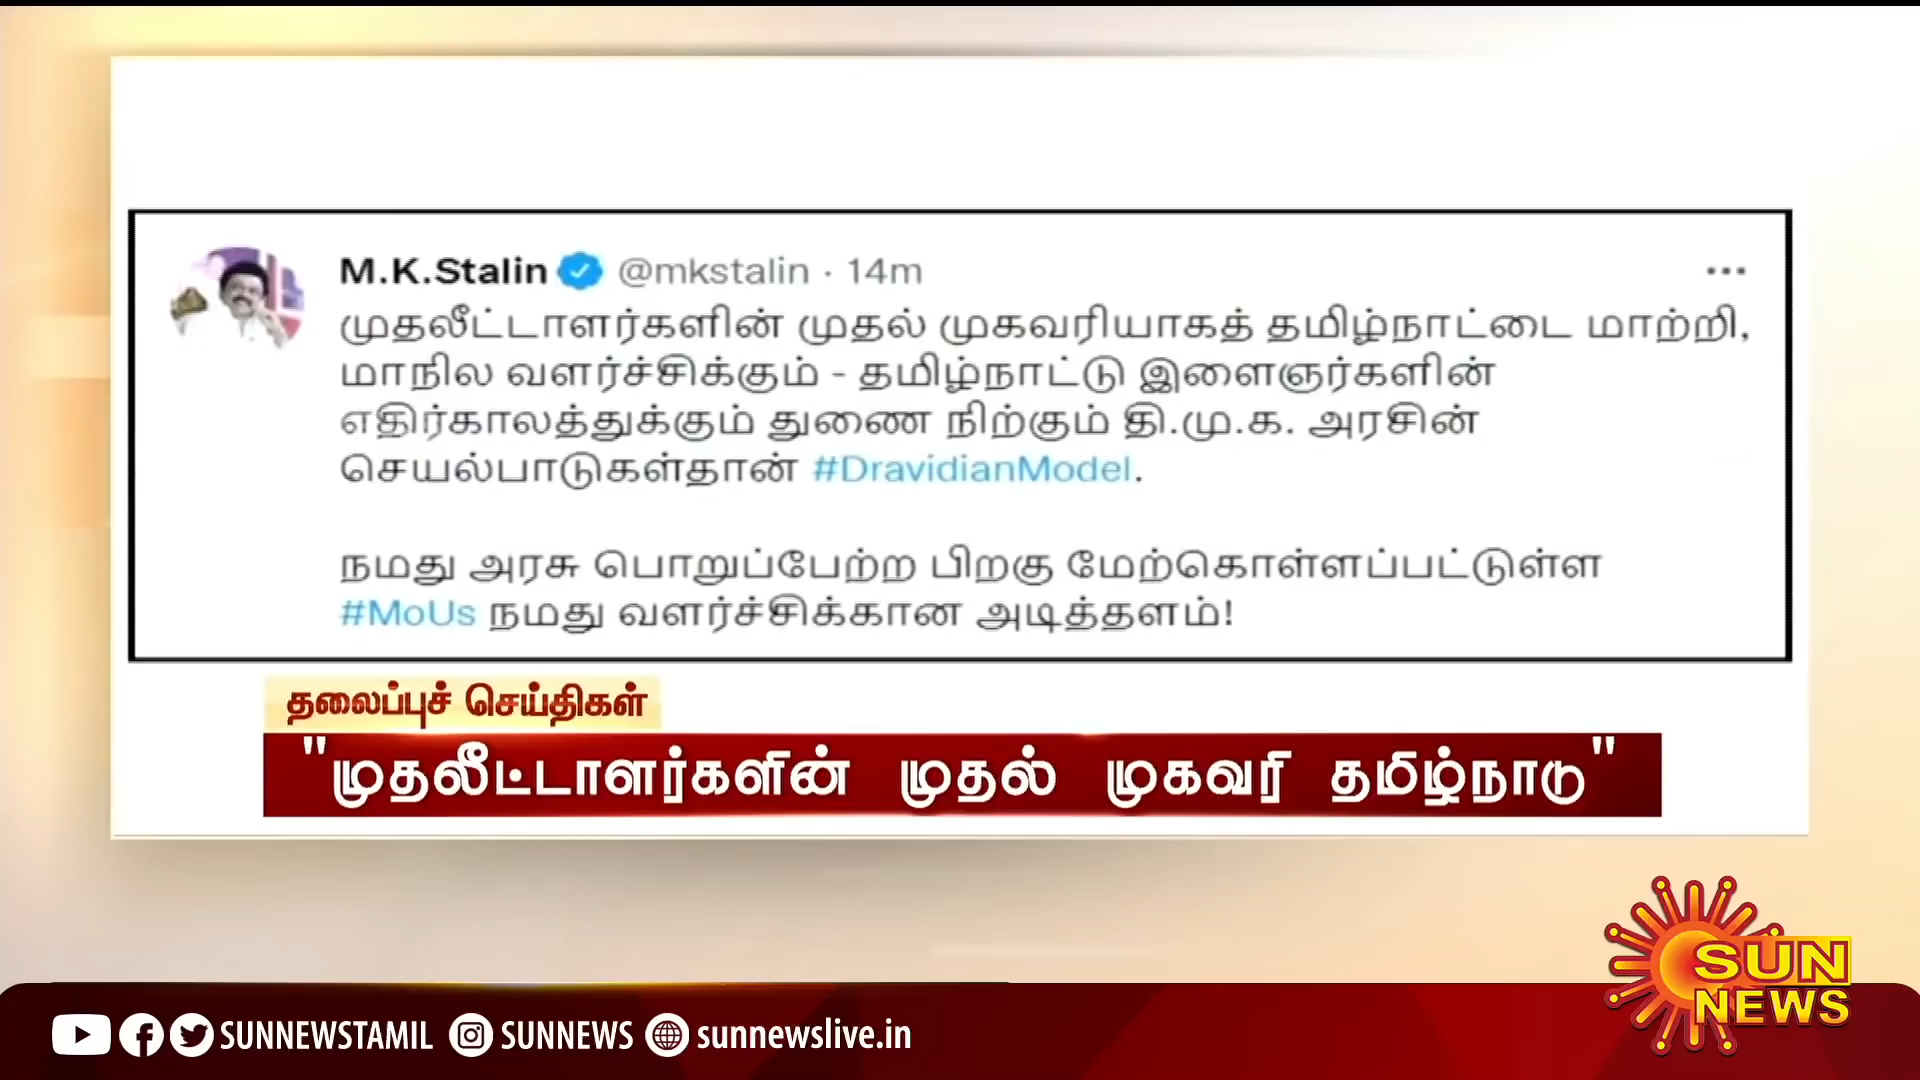 M.K.Stalin @mkstalin · 14m
முதலீட்டாளர்களின் முதல் முகவரியாகத் தமிழ்நாட்டை மாற்றி,
மாநில வளர்ச்சிக்கும் - தமிழ்நாட்டு இளைஞர்களின்
எதிர்காலத்துக்கும் துணை நிற்கும் தி.மு.க. அரசின்
செயல்பாடுகள்தான் #DravidianModel.
நமது அரசு பொறுப்பேற்ற பிறகு மேற்கொள்ளப்பட்டுள்ள
#MoUs நமது வளர்ச்சிக்கான அடித்தளம்!
தலைப்புச் செய்திகள்
"முதலீட்டாளர்களின் முதல் முகவரி தமிழ்நாடு"
SUN
NEWS
SUNNEWSTAMIL SUNNEWS sunnewslive.in